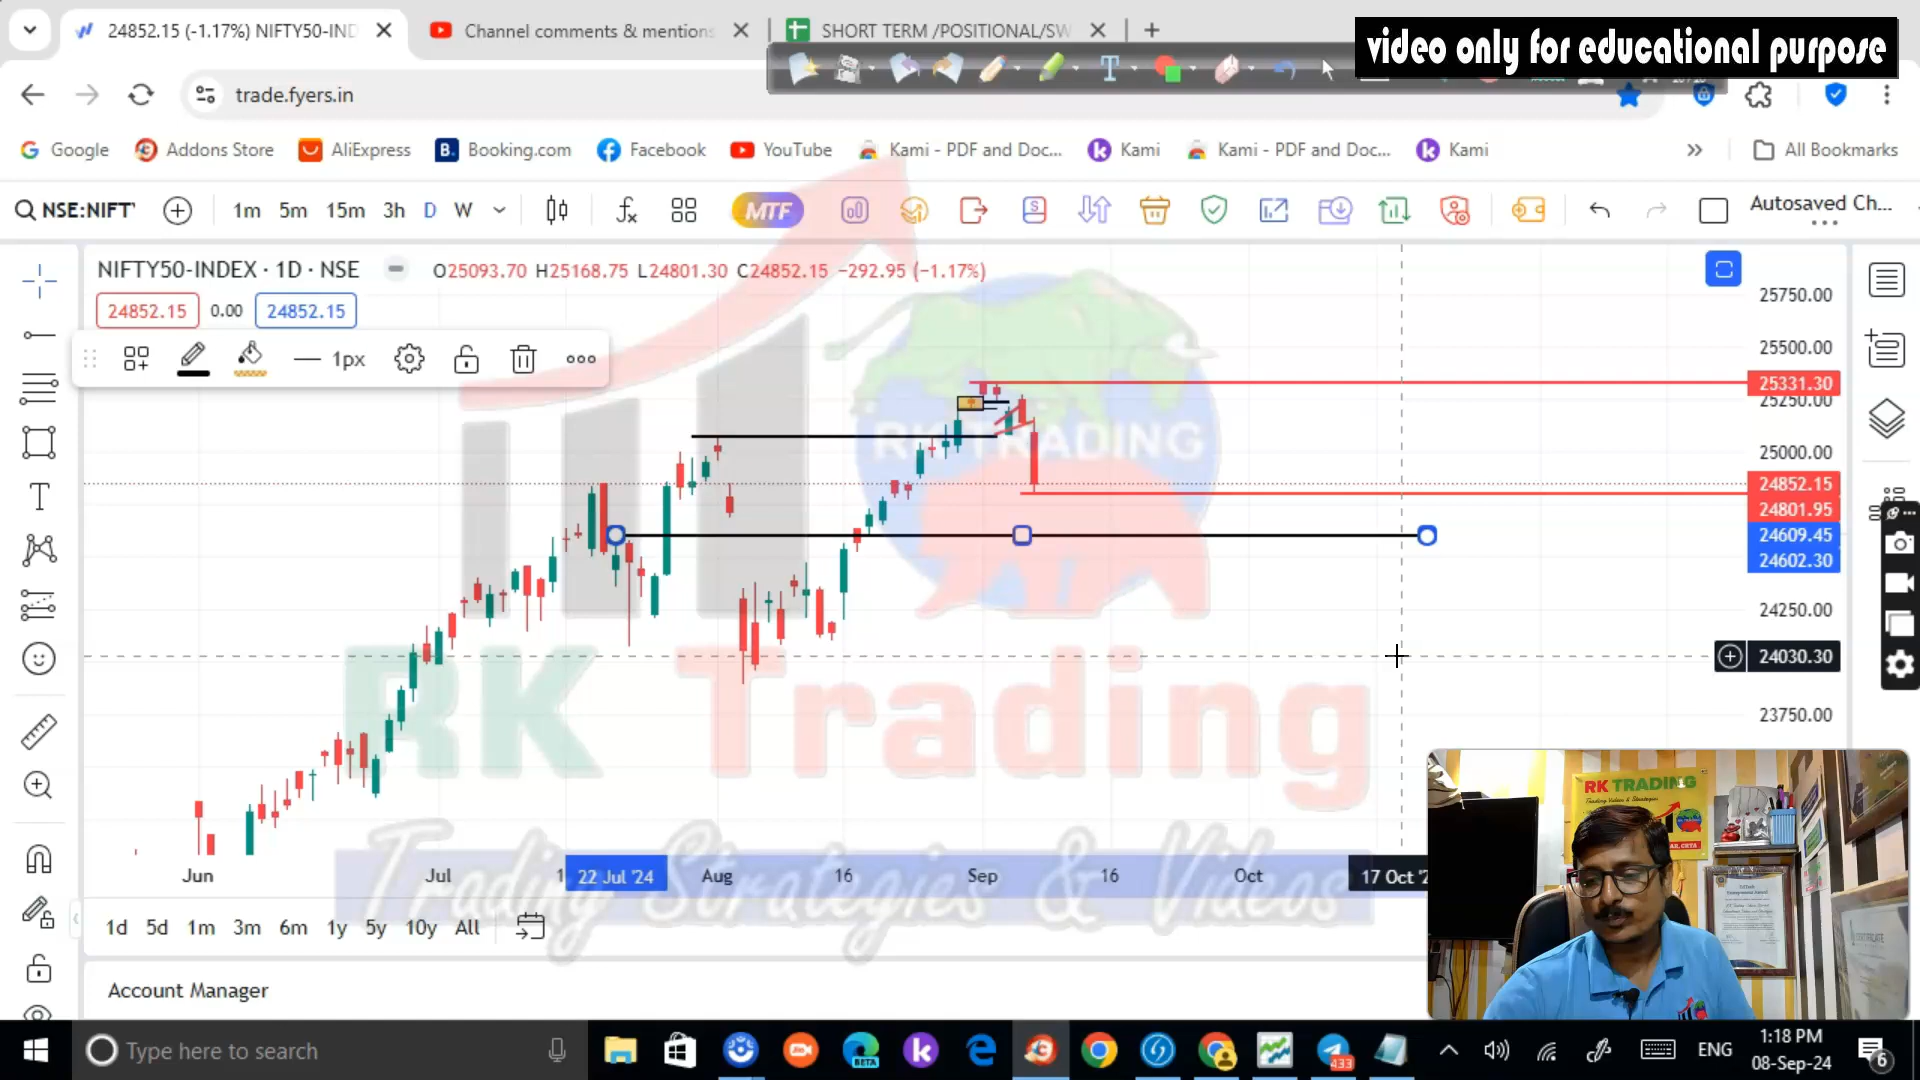 24852.15 (-1.17%) NIFTY50-IND
Channel comments & mentions
SHORT TERM /POSITIONAL/SW
video only for educational purpose
trade.fyers.in
Google
Addons Store
AliExpress
Booking.com
Facebook
YouTube
Kami - PDF and Doc...
Kami
Kami - PDF and Doc...
Kami
All Bookmarks
NSE:NIFT
1m 5m 15m 3h D W
MTF
Autosaved Ch...
NIFTY50-INDEX · 1D · NSE
O25093.70 H25168.75 L24801.30 C24852.15 −292.95 (−1.17%)
24852.15 0.00 24852.15
1px
25750.00
25500.00
25331.30
25250.00
25000.00
24852.15
24801.95
24609.45
24602.30
24250.00
24030.30
23750.00
RK TRADING
RK Trading
Trading Strategies & Videos
Jun Jul 22 Jul '24 Aug 16 Sep 16 Oct 17 Oct '2
1d 5d 1m 3m 6m 1y 5y 10y All
Account Manager
RK TRADING
Type here to search
BETA
433
ENG
1:18 PM
08-Sep-24
6